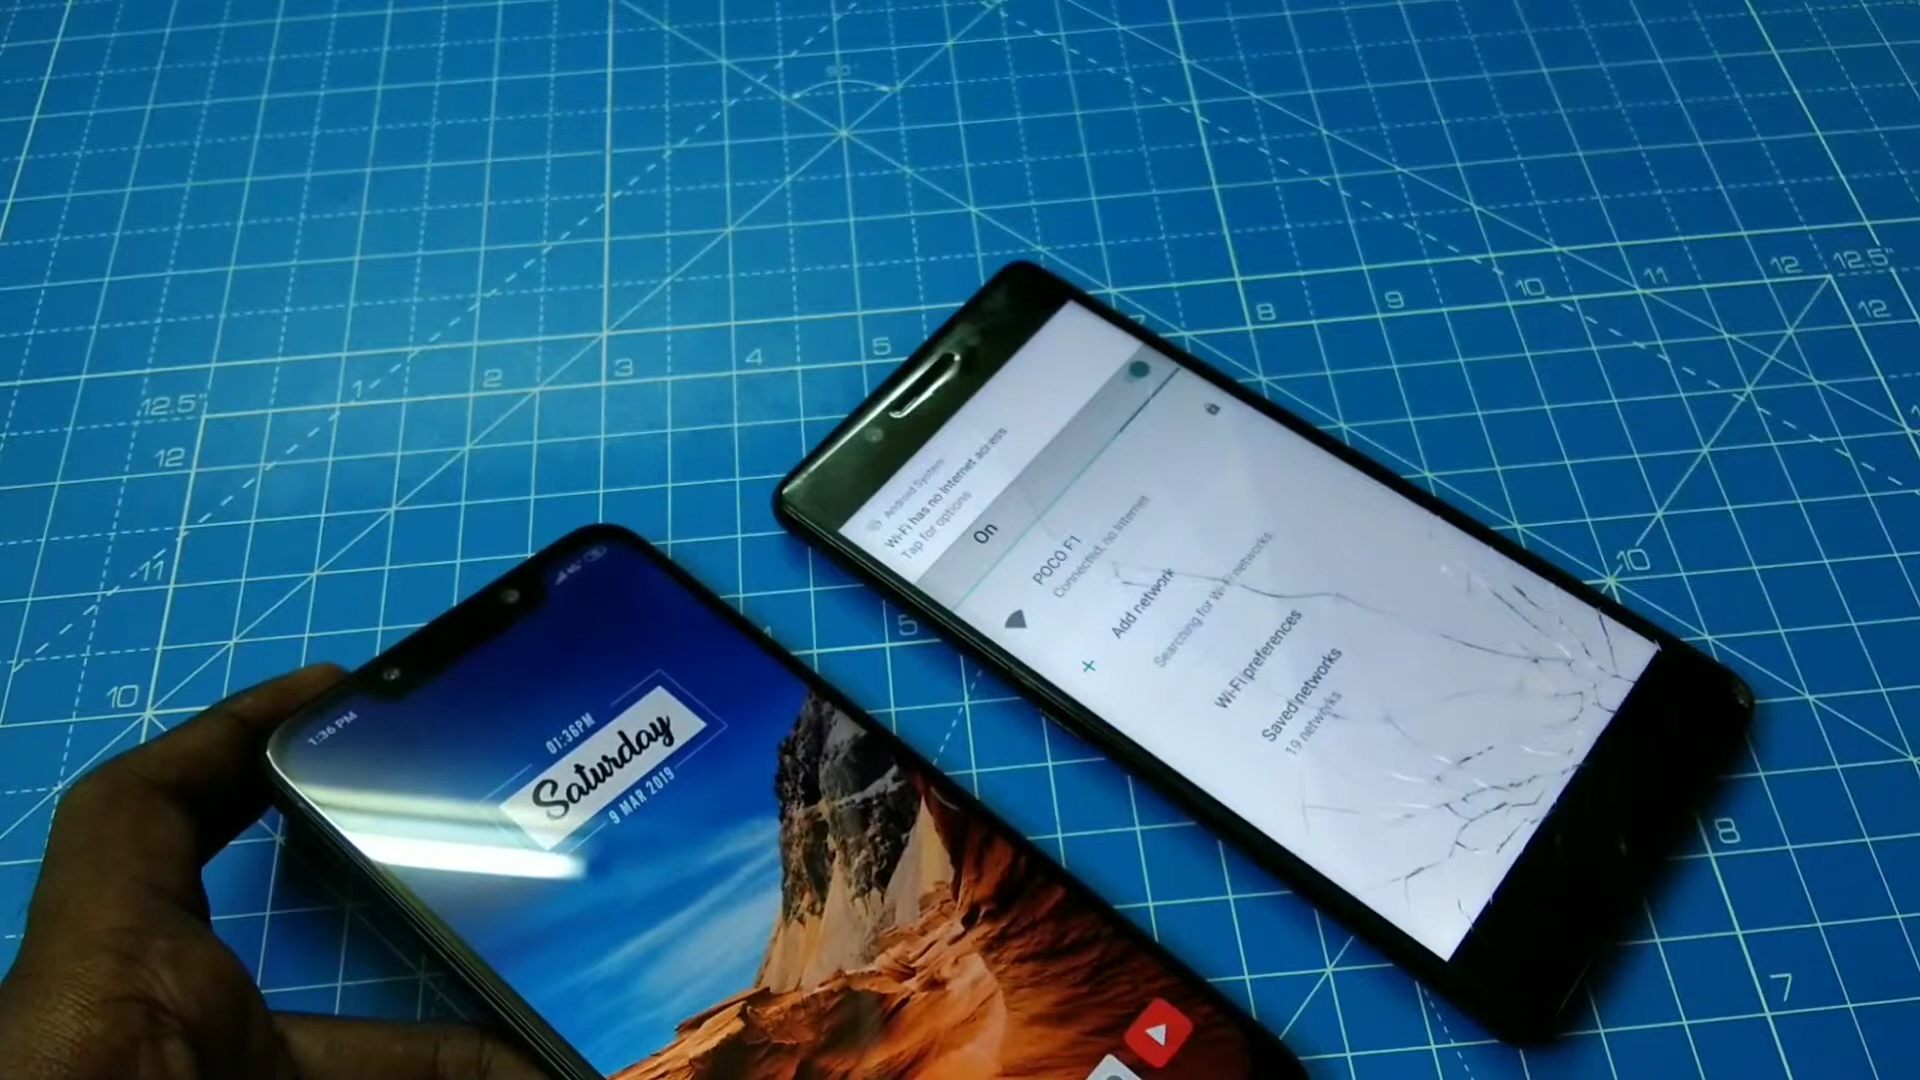 60°
12.5"
1
2
3
4
5
7
8
9
10
11
12
12.5"
12
12
11
10
5
10
8
7
1:36 PM
4G
01:36PM
Saturday
9 MAR 2019
Android System
Wi-Fi has no Internet access
Tap for options
On
POCO F1
Connected, no Internet
Add network
Searching for Wi-Fi networks
Wi-Fi preferences
Saved networks
19 networks